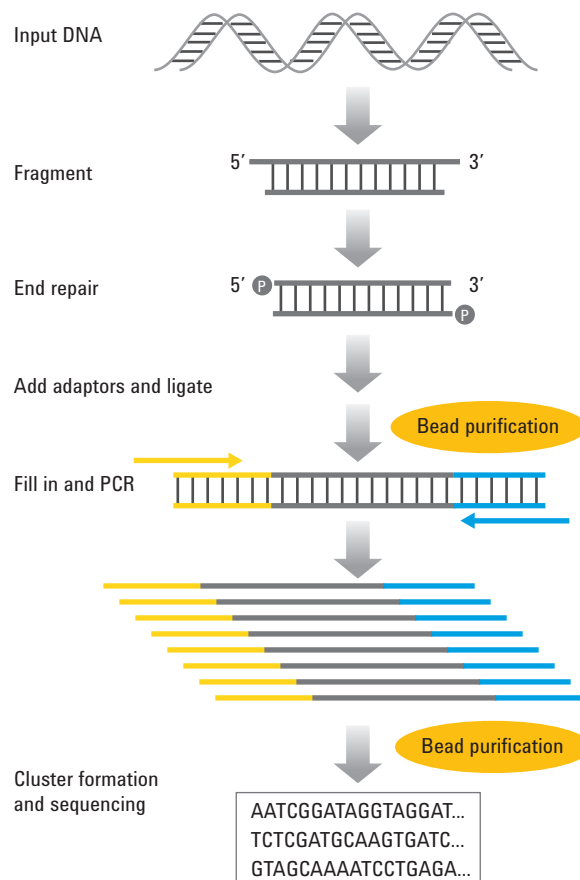 Input DNA
5′ 3′
Fragment
5′ P 3′
End repair
P
Add adaptors and ligate
Bead purification
Fill in and PCR
Bead purification
Cluster formation
and sequencing
AATCGGATAGGTAGGAT...
TCTCGATGCAAGTGATC...
GTAGCAAAATCCTGAGA...